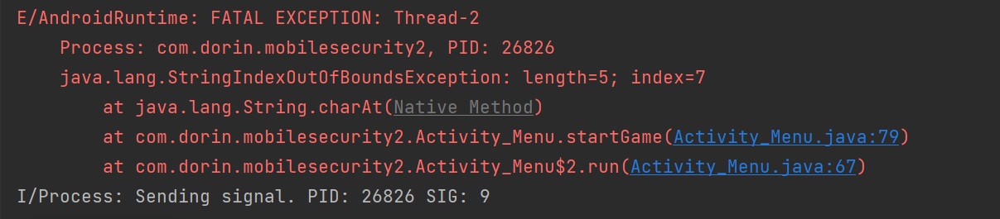 E/AndroidRuntime: FATAL EXCEPTION: Thread-2
Process: com.dorin.mobilesecurity2, PID: 26826
java.lang.StringIndexOutOfBoundsException: length=5; index=7
at java.lang.String.charAt(Native Method)
at com.dorin.mobilesecurity2.Activity_Menu.startGame(Activity_Menu.java:79)
at com.dorin.mobilesecurity2.Activity_Menu$2.run(Activity_Menu.java:67)
I/Process: Sending signal. PID: 26826 SIG: 9